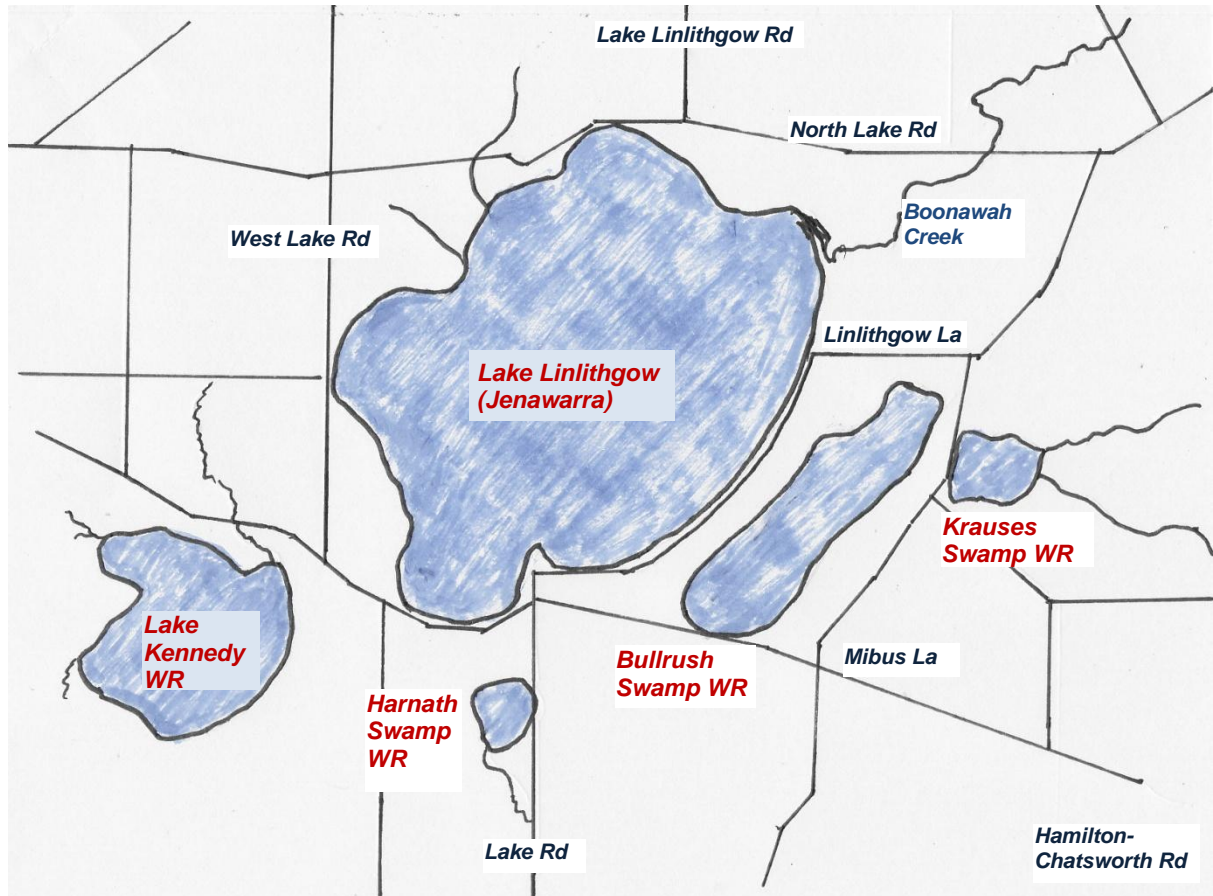 Lake Linlithgow Rd
North Lake Rd
Boonawah
Creek
West Lake Rd
Linlithgow La
Lake Linlithgow
(Jenawarra)
Krauses
Swamp WR
Lake
Kennedy
WR
Bullrush
Swamp WR
Mibus La
Harnath
Swamp
WR
Lake Rd
Hamilton-
Chatsworth Rd